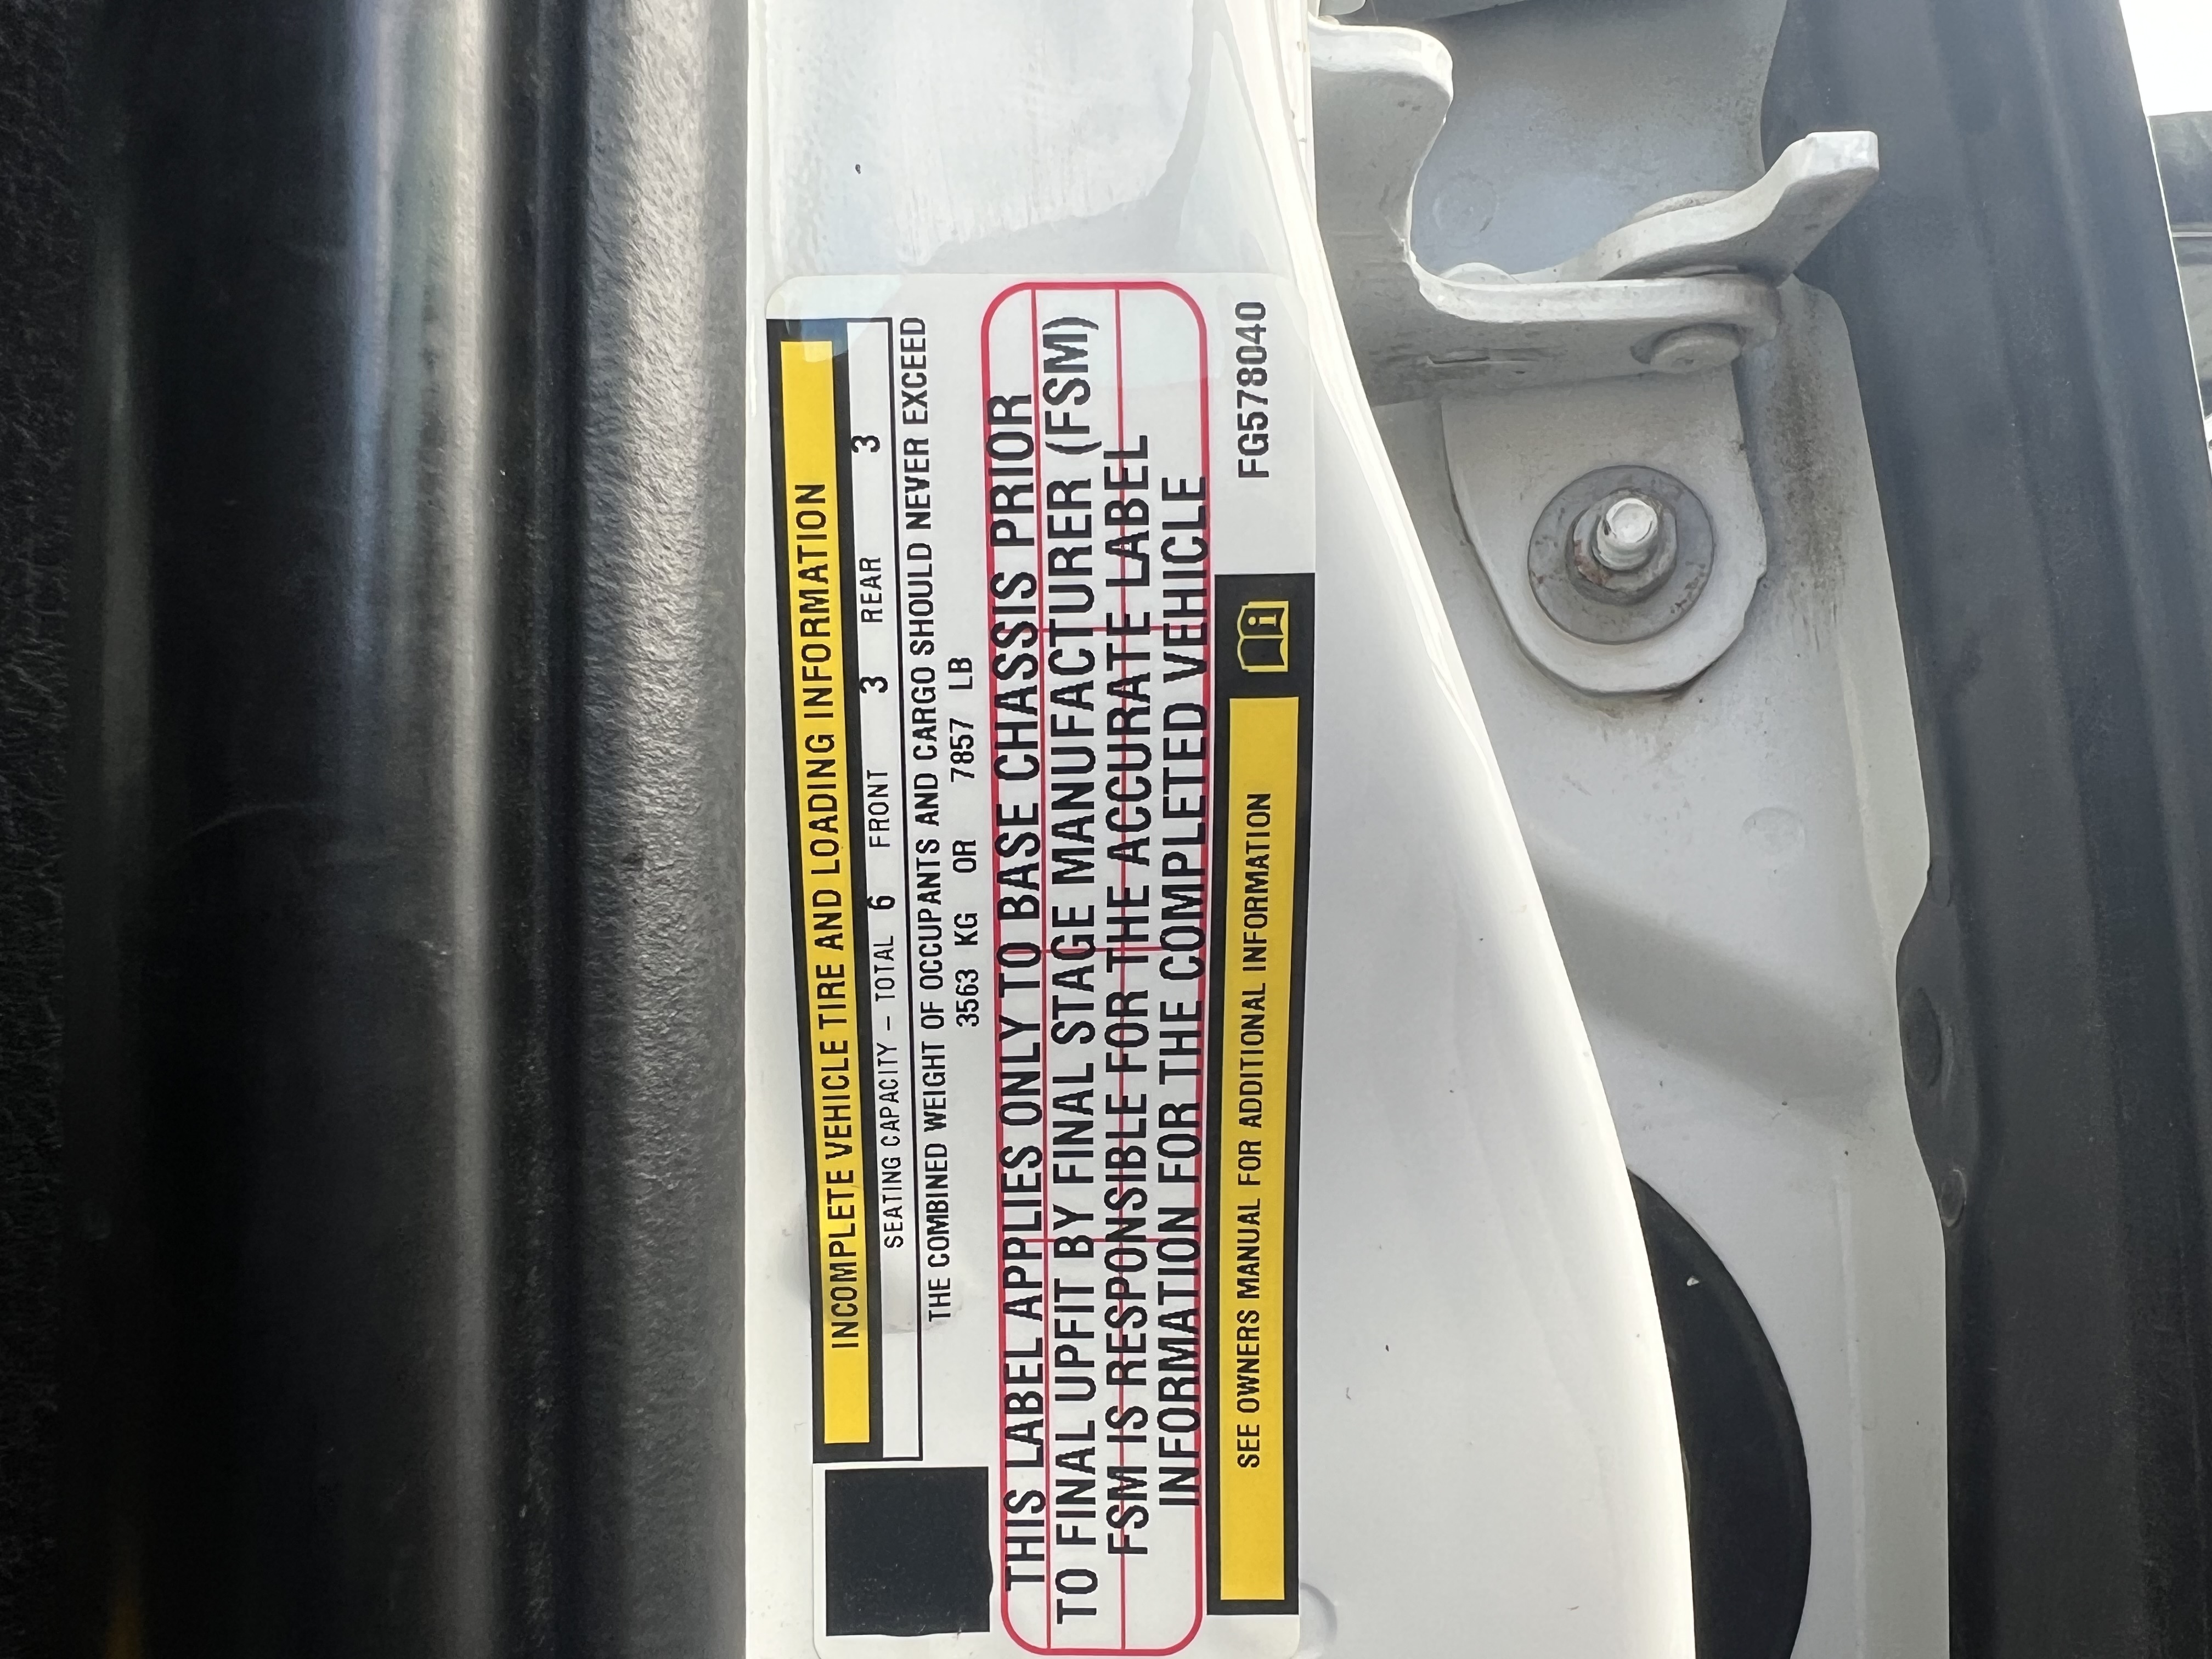 INCOMPLETE VEHICLE TIRE AND LOADING INFORMATION
SEATING CAPACITY – TOTAL 6 FRONT 3 REAR 3
THE COMBINED WEIGHT OF OCCUPANTS AND CARGO SHOULD NEVER EXCEED
3563 KG OR 7857 LB
THIS LABEL APPLIES ONLY TO BASE CHASSIS PRIOR
TO FINAL UPFIT BY FINAL STAGE MANUFACTURER (FSM)
FSM IS RESPONSIBLE FOR THE ACCURATE LABEL
INFORMATION FOR THE COMPLETED VEHICLE
SEE OWNERS MANUAL FOR ADDITIONAL INFORMATION
FG578040